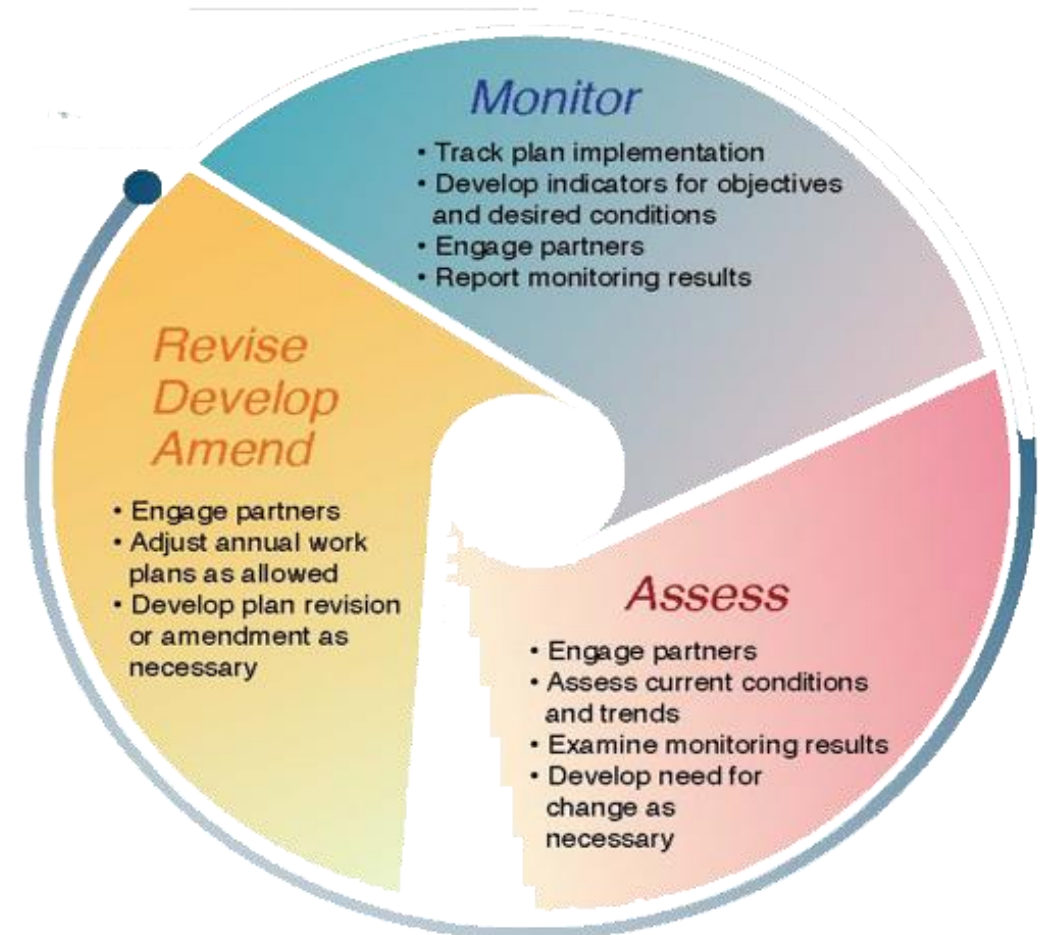 Monitor
• Track plan implementation
• Develop indicators for objectives
and desired conditions
• Engage partners
• Report monitoring results
Revise
Develop
Amend
• Engage partners
• Adjust annual work
plans as allowed
• Develop plan revision
or amendment as
necessary
Assess
• Engage partners
• Assess current conditions
and trends
• Examine monitoring results
• Develop need for
change as
necessary